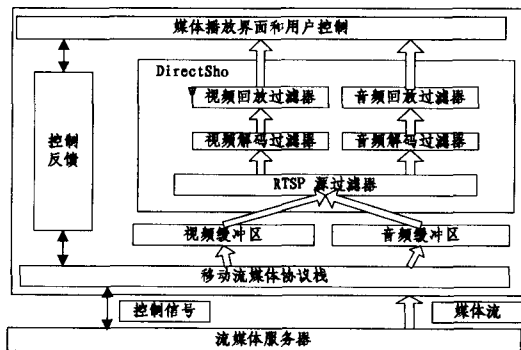 媒体播放界面和用户控制
DirectSho
视频回放过滤器
音频回放过滤器
控制
反馈
视频解码过滤器
音频解码过滤器
RTSP 源过滤器
视频缓冲区
音频缓冲区
移动流媒体协议栈
控制信号
媒体流
流媒体服务器